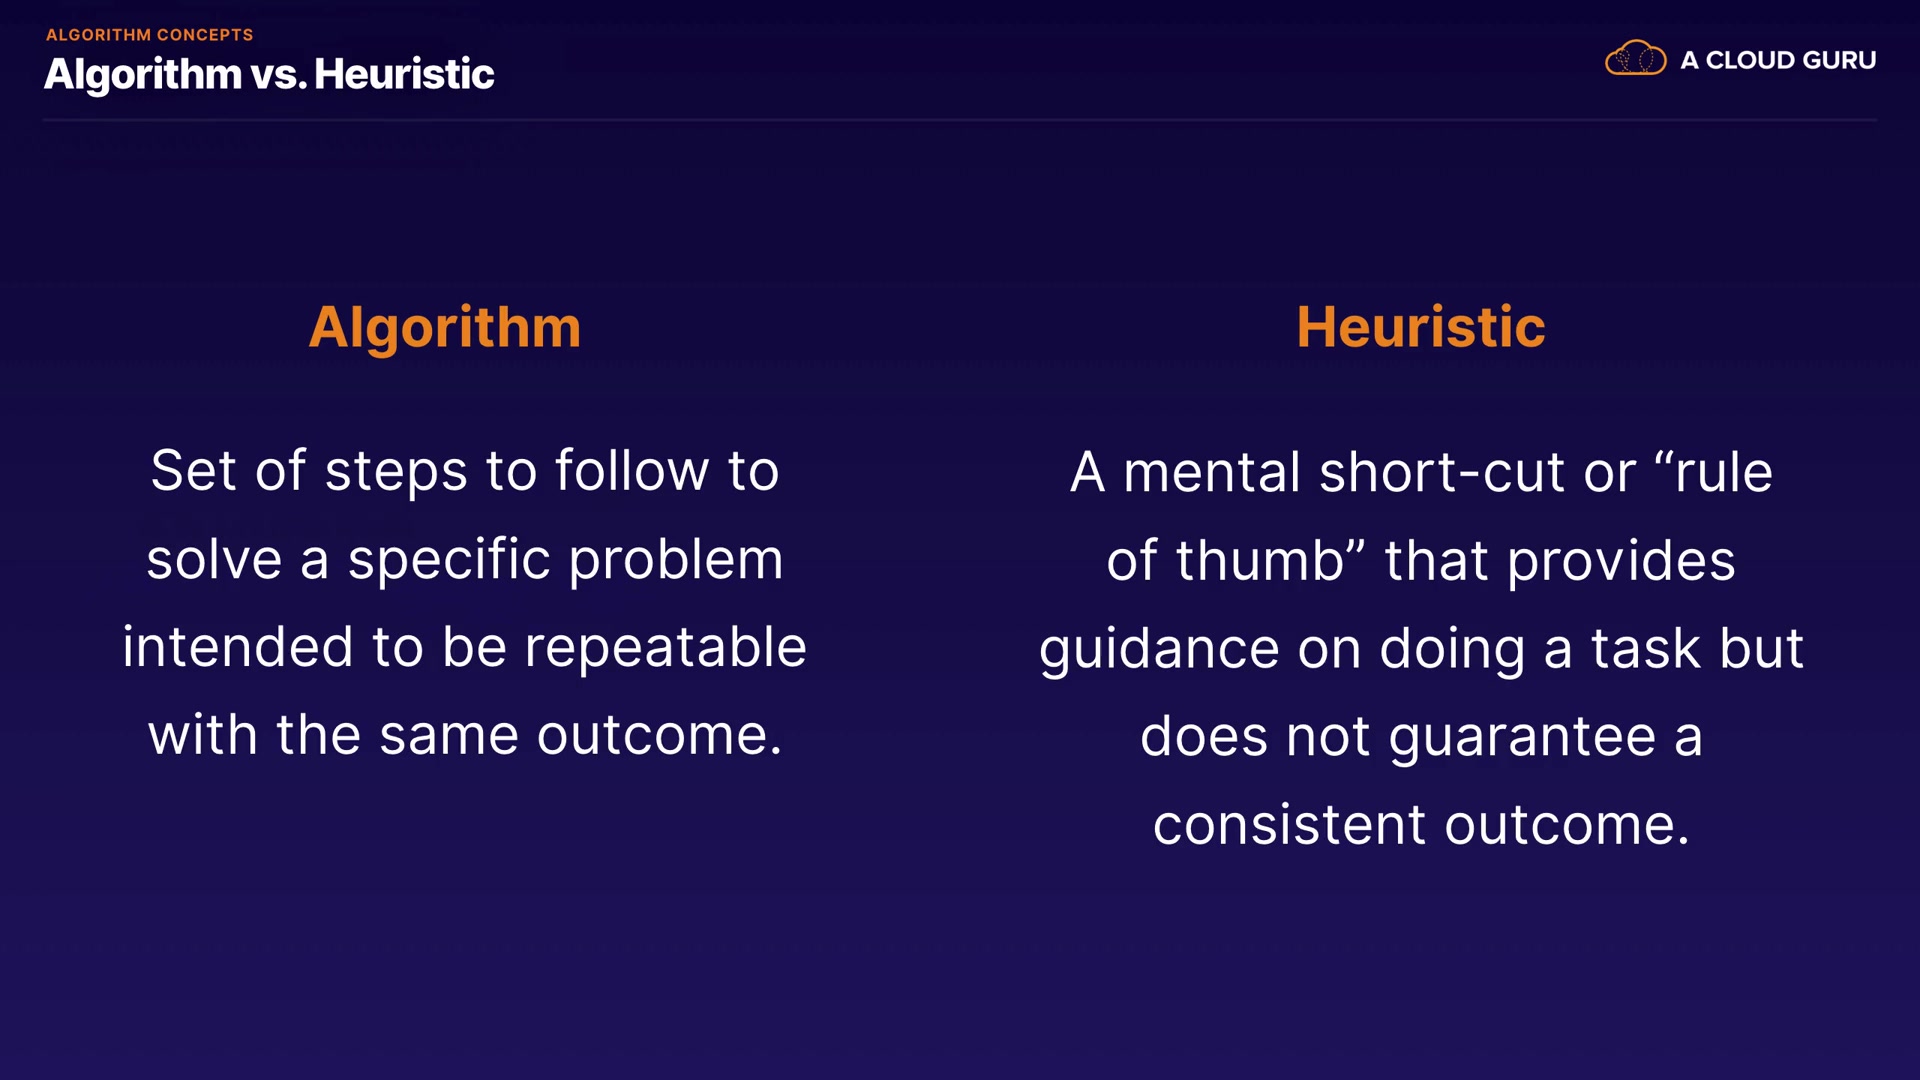 ALGORITHM CONCEPTS
Algorithm vs. Heuristic
A CLOUD GURU
Algorithm
Set of steps to follow to
solve a specific problem
intended to be repeatable
with the same outcome.
Heuristic
A mental short-cut or “rule
of thumb” that provides
guidance on doing a task but
does not guarantee a
consistent outcome.